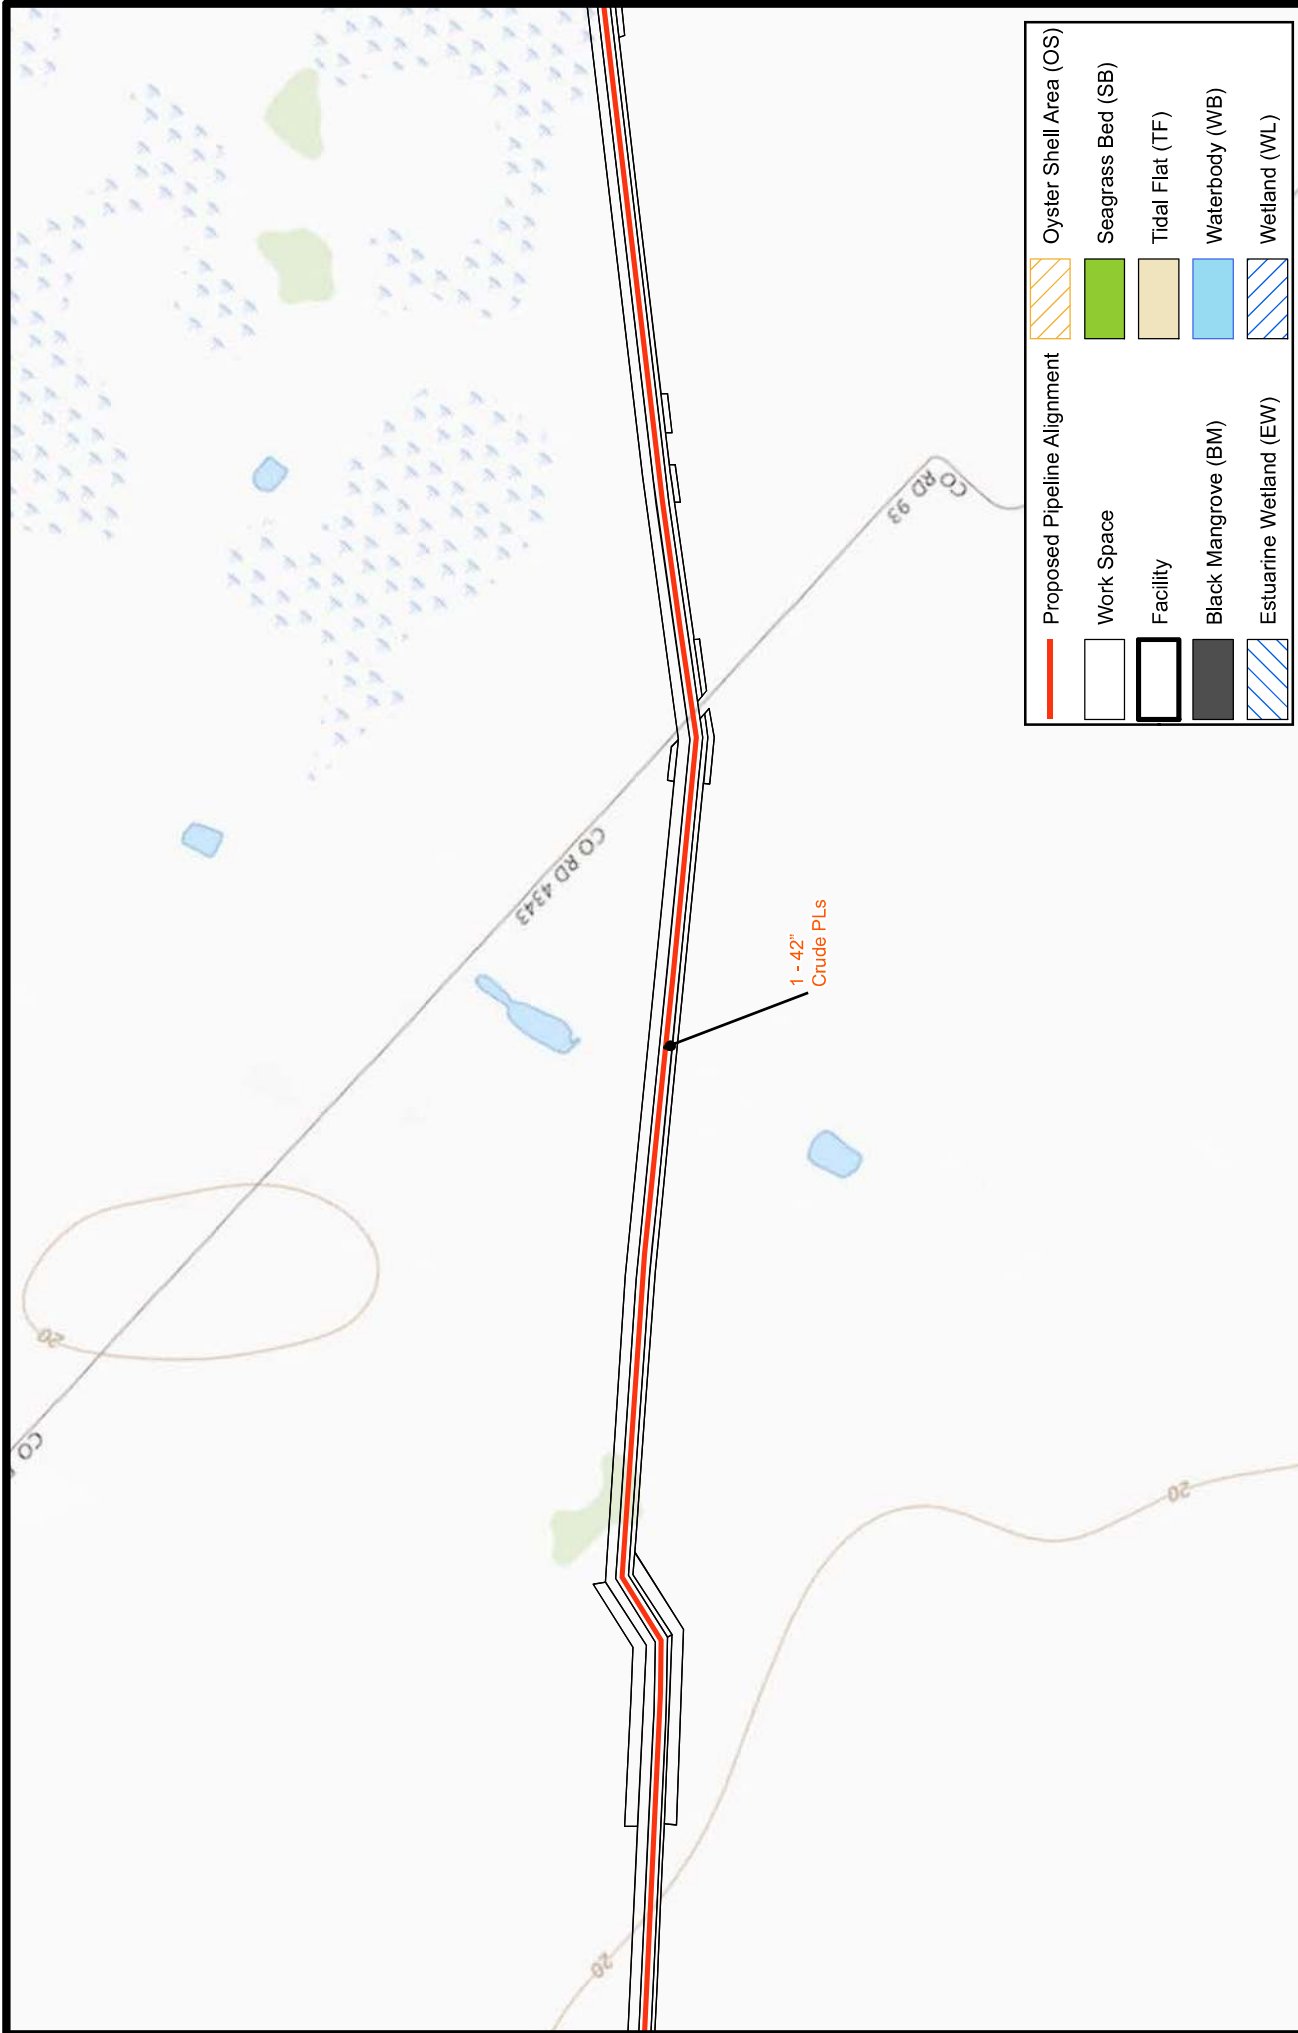 CO
20
CO RD 4343
CO
RD 93
1 - 42"
Crude PLs
20
20
Proposed Pipeline Alignment
Work Space
Facility
Black Mangrove (BM)
Estuarine Wetland (EW)
Oyster Shell Area (OS)
Seagrass Bed (SB)
Tidal Flat (TF)
Waterbody (WB)
Wetland (WL)